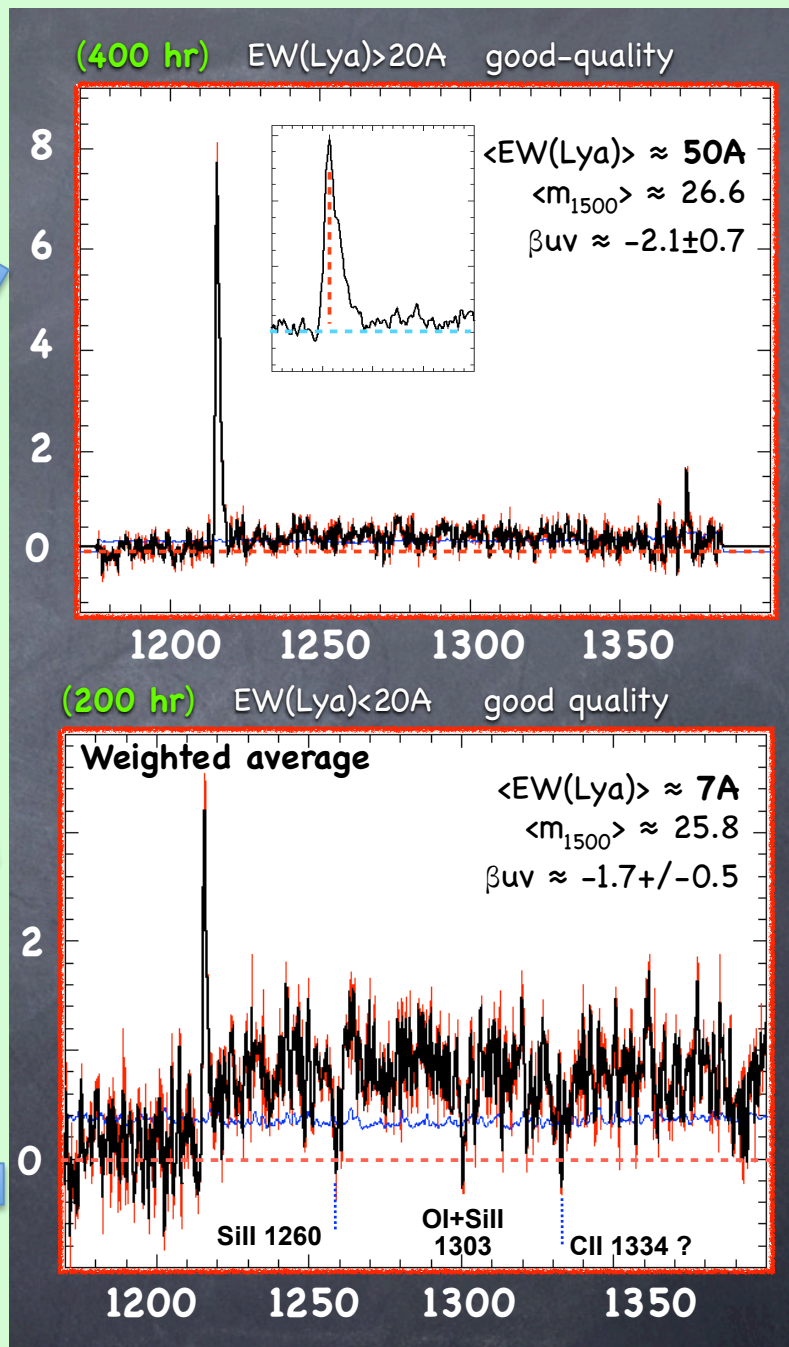 (400 hr) EW(Lya)>20A good-quality
8
6
4
2
0
<EW(Lya)> ≈ 50A
<m1500> ≈ 26.6
βuv ≈ -2.1±0.7
1200 1250 1300 1350
(200 hr) EW(Lya)<20A good quality
Weighted average
<EW(Lya)> ≈ 7A
<m1500> ≈ 25.8
βuv ≈ -1.7+/-0.5
2
0
SiII 1260
OI+SiII
1303
CII 1334 ?
1200 1250 1300 1350